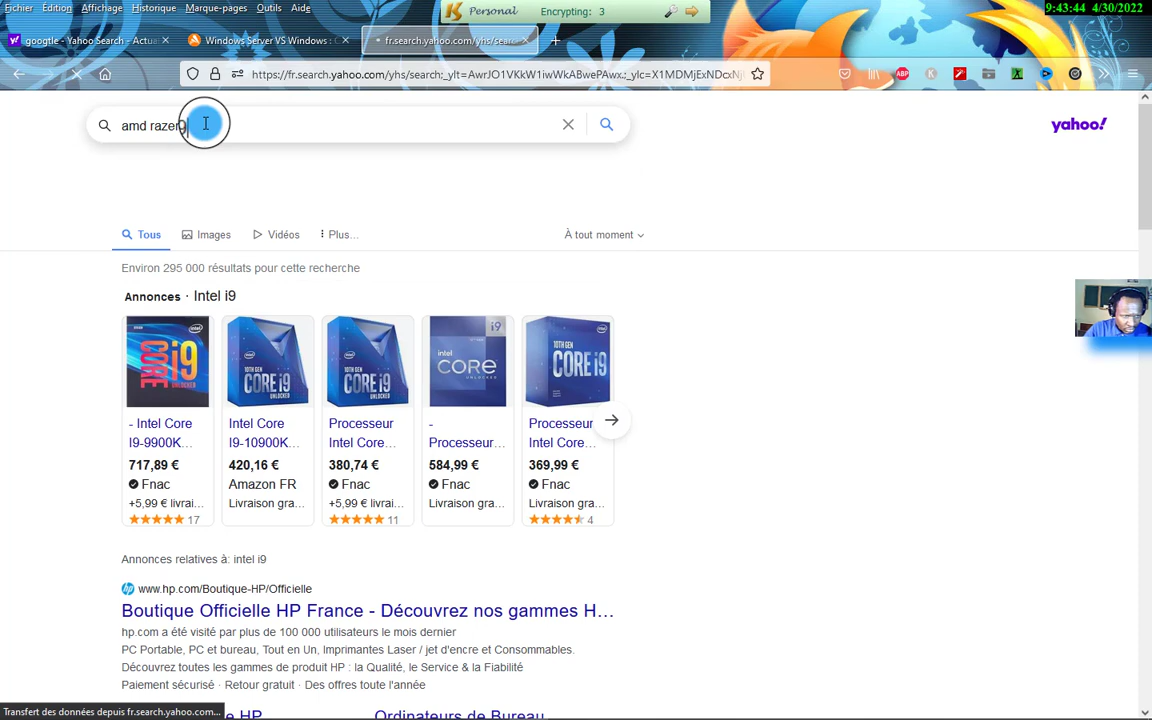 Fichier Édition Affichage Historique Marque-pages Outils Aide
Personal Encrypting: 3
9:43:44 4/30/2022
googtle - Yahoo Search - Actua
Windows Server VS Windows :
fr.search.yahoo.com/yhs/sear
https://fr.search.yahoo.com/yhs/search;_ylt=AwrJO1VKkW1iwWkABwePAwx.;_ylc=X1MDMjExNDcxNj
amd razer
yahoo!
Tous Images Vidéos Plus... À tout moment
Environ 295 000 résultats pour cette recherche
Annonces · Intel i9
- Intel Core I9-9900K...
717,89 €
Fnac
+5,99 € livrai...
17
Intel Core I9-10900K...
420,16 €
Amazon FR
Livraison gra...
Processeur Intel Core...
380,74 €
Fnac
+5,99 € livrai...
11
- Processeur...
584,99 €
Fnac
Livraison gra...
Processeur Intel Core...
369,99 €
Fnac
Livraison gra...
4
Annonces relatives à: intel i9
www.hp.com/Boutique-HP/Officielle
Boutique Officielle HP France - Découvrez nos gammes H...
hp.com a été visité par plus de 100 000 utilisateurs le mois dernier
PC Portable, PC et bureau, Tout en Un, Imprimantes Laser / jet d'encre et Consommables.
Découvrez toutes les gammes de produit HP : la Qualité, le Service & la Fiabilité
Paiement sécurisé · Retour gratuit · Des offres toute l'année
Ordinateurs de Bureau
Transfert des données depuis fr.search.yahoo.com...